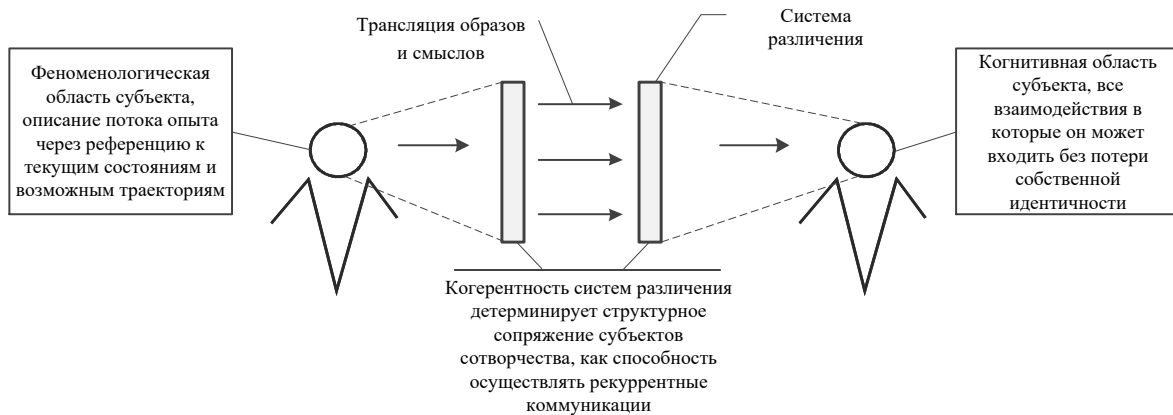 Феноменологическая
область субъекта,
описание потока опыта
через референцию к
текущим состояниям и
возможным траекториям
Трансляция образов
и смыслов
Система
различения
Когнитивная область
субъекта, все
взаимодействия в
которые он может
входить без потери
собственной
идентичности
Когерентность систем различения
детерминирует структурное
сопряжение субъектов
сотворчества, как способность
осуществлять рекуррентные
коммуникации